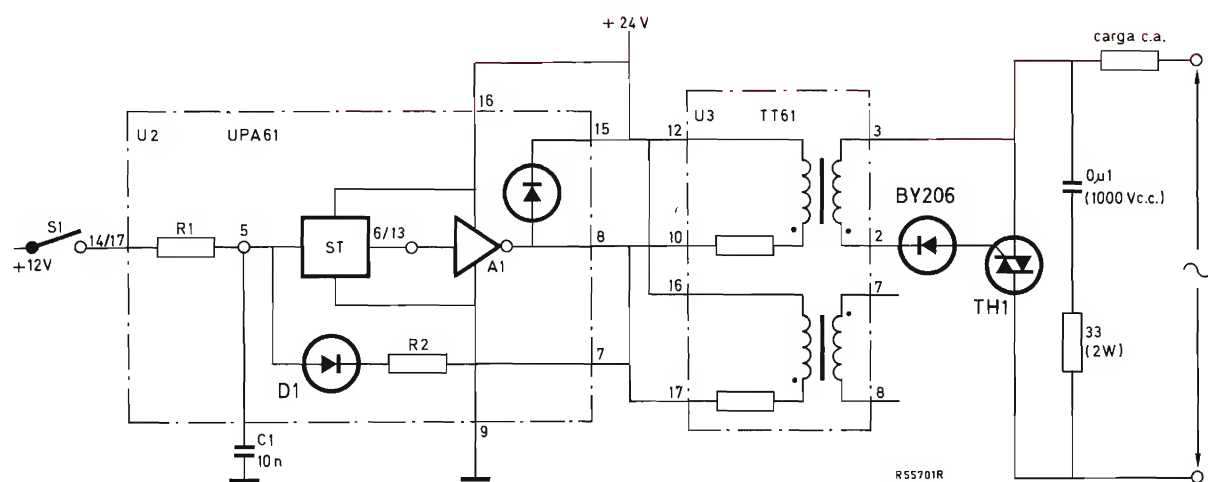 + 24 V
carga c.a.
16
U2 UPA61
15
12
U3 TT61
3
0µ1
(1000 Vc.c.)
BY206
S1
14/17
R1
5
6/13
ST
A1
8
10
2
+12V
TH1
16
7
33
(2W)
D1
R2
7
17
8
9
C1
10n
R55701R